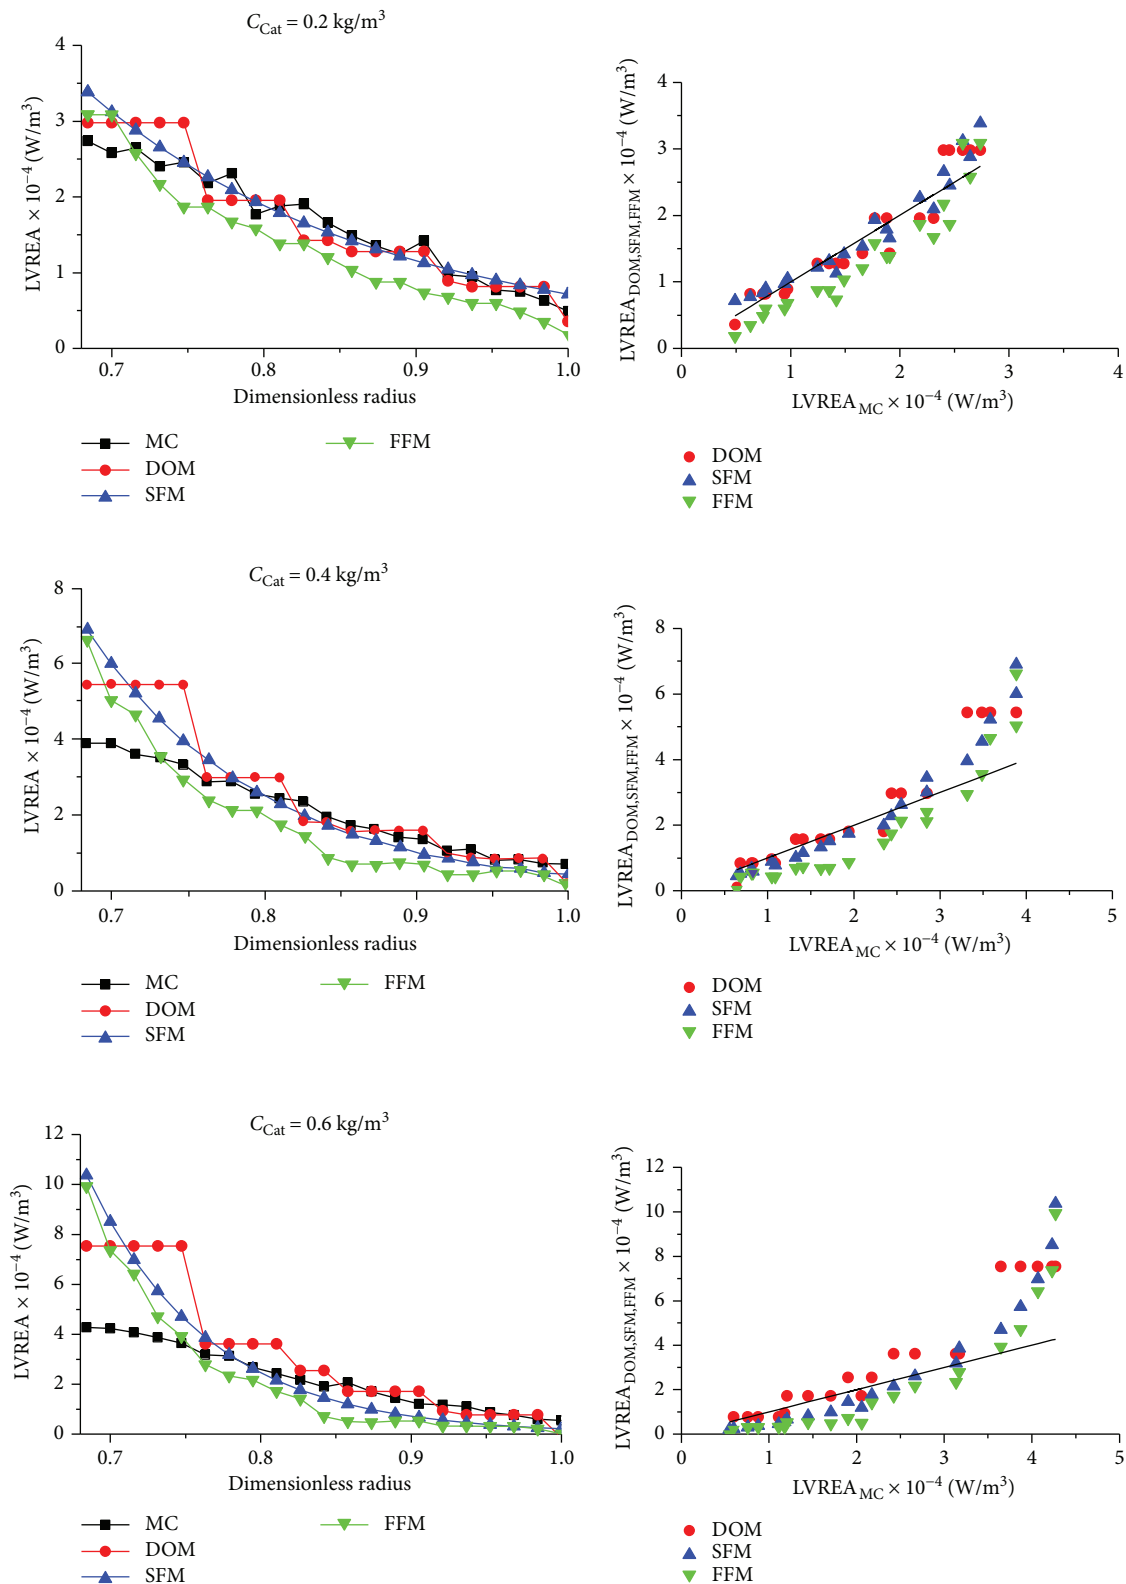 C_Cat = 0.2 kg/m³
LVREA × 10⁻⁴ (W/m³)
4
3
2
1
0
0.7
0.8
0.9
1.0
Dimensionless radius
MC
FFM
DOM
SFM
LVREA_DOM,SFM,FFM × 10⁻⁴ (W/m³)
4
3
2
1
0
0
1
2
3
4
LVREA_MC × 10⁻⁴ (W/m³)
DOM
SFM
FFM
C_Cat = 0.4 kg/m³
LVREA × 10⁻⁴ (W/m³)
8
6
4
2
0
0.7
0.8
0.9
1.0
Dimensionless radius
MC
FFM
DOM
SFM
LVREA_DOM,SFM,FFM × 10⁻⁴ (W/m³)
8
6
4
2
0
0
1
2
3
4
5
LVREA_MC × 10⁻⁴ (W/m³)
DOM
SFM
FFM
C_Cat = 0.6 kg/m³
LVREA × 10⁻⁴ (W/m³)
12
10
8
6
4
2
0
0.7
0.8
0.9
1.0
Dimensionless radius
MC
FFM
DOM
SFM
LVREA_DOM,SFM,FFM × 10⁻⁴ (W/m³)
12
10
8
6
4
2
0
0
1
2
3
4
5
LVREA_MC × 10⁻⁴ (W/m³)
DOM
SFM
FFM